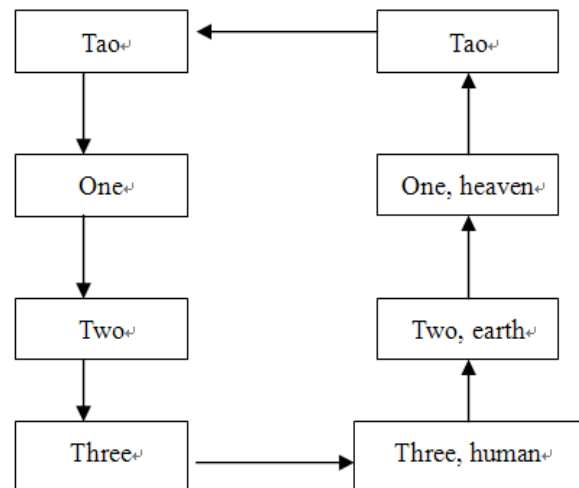 Tao
Tao
One
One, heaven
Two
Two, earth
Three
Three, human